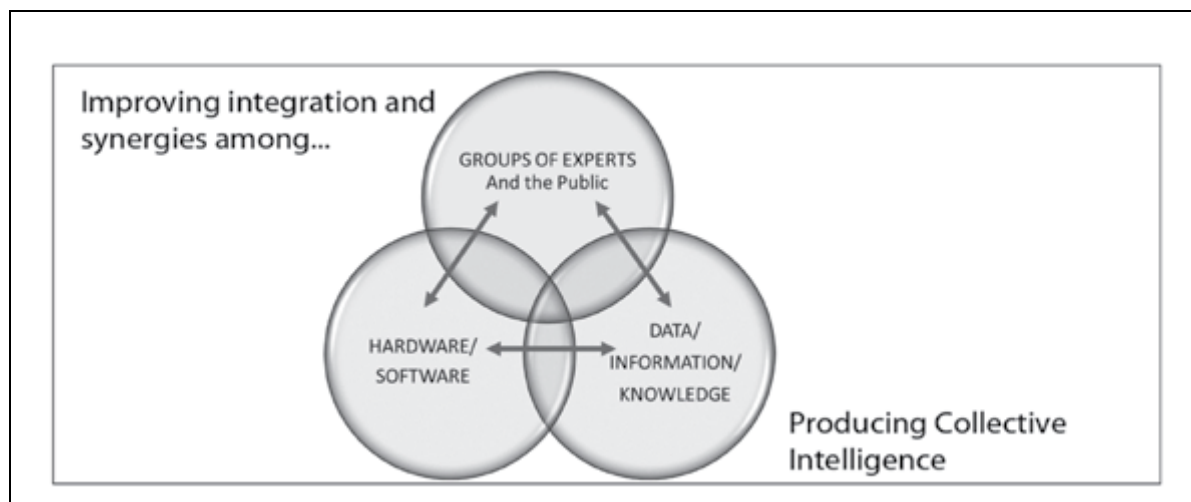 Improving integration and
synergies among...
GROUPS OF EXPERTS
And the Public
HARDWARE/
SOFTWARE
DATA/
INFORMATION/
KNOWLEDGE
Producing Collective
Intelligence